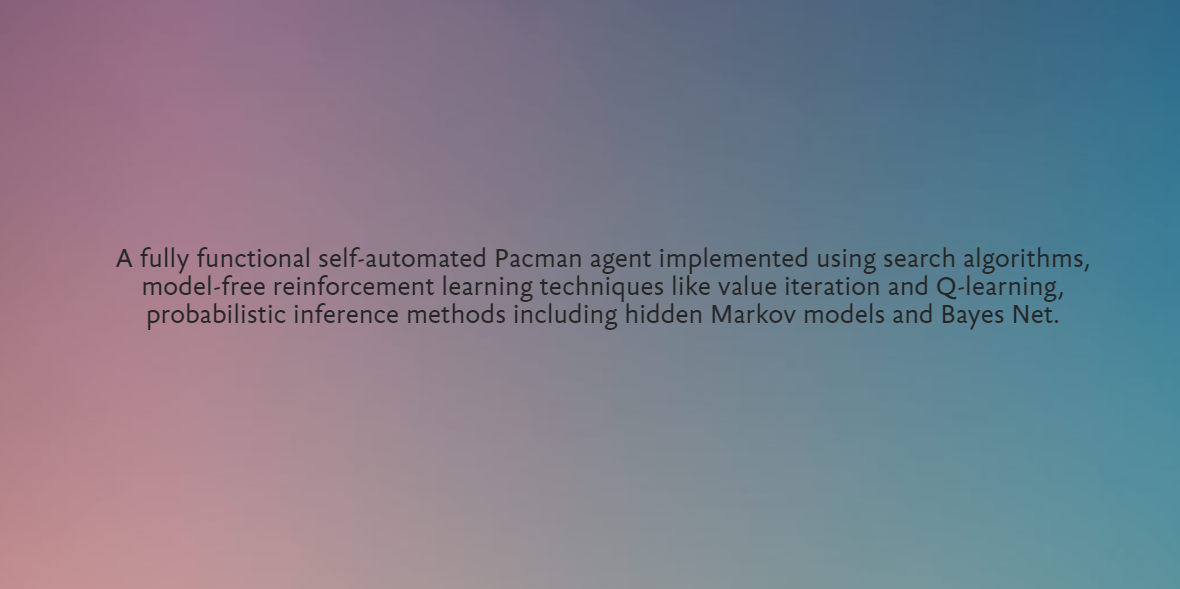 A fully functional self-automated Pacman agent implemented using search algorithms,
model-free reinforcement learning techniques like value iteration and Q-learning,
probabilistic inference methods including hidden Markov models and Bayes Net.